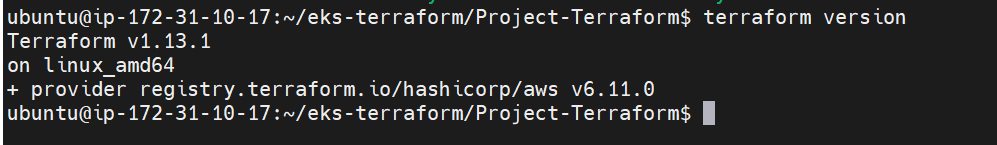 ubuntu@ip-172-31-10-17:~/eks-terraform/Project-Terraform$ terraform version
Terraform v1.13.1
on linux_amd64
+ provider registry.terraform.io/hashicorp/aws v6.11.0
ubuntu@ip-172-31-10-17:~/eks-terraform/Project-Terraform$